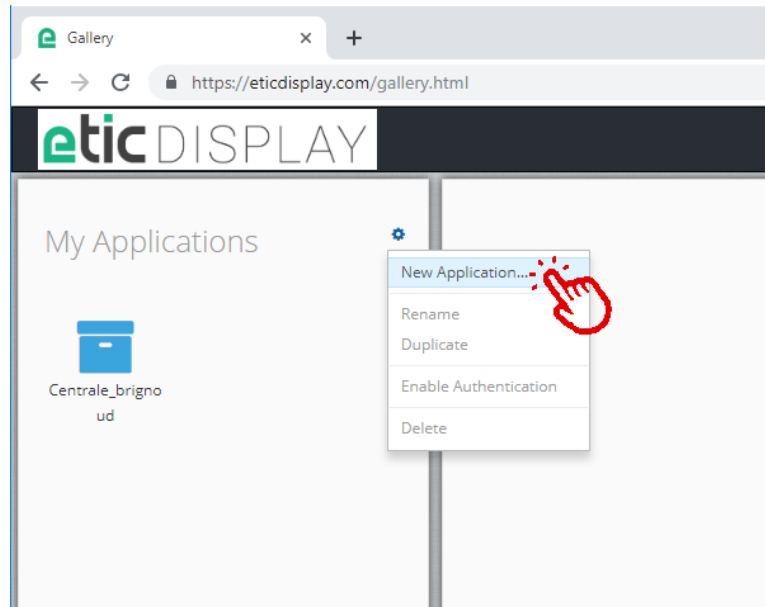 Gallery
https://eticdisplay.com/gallery.html
etic DISPLAY
My Applications
New Application...
Rename
Duplicate
Enable Authentication
Delete
Centrale_brigno
ud